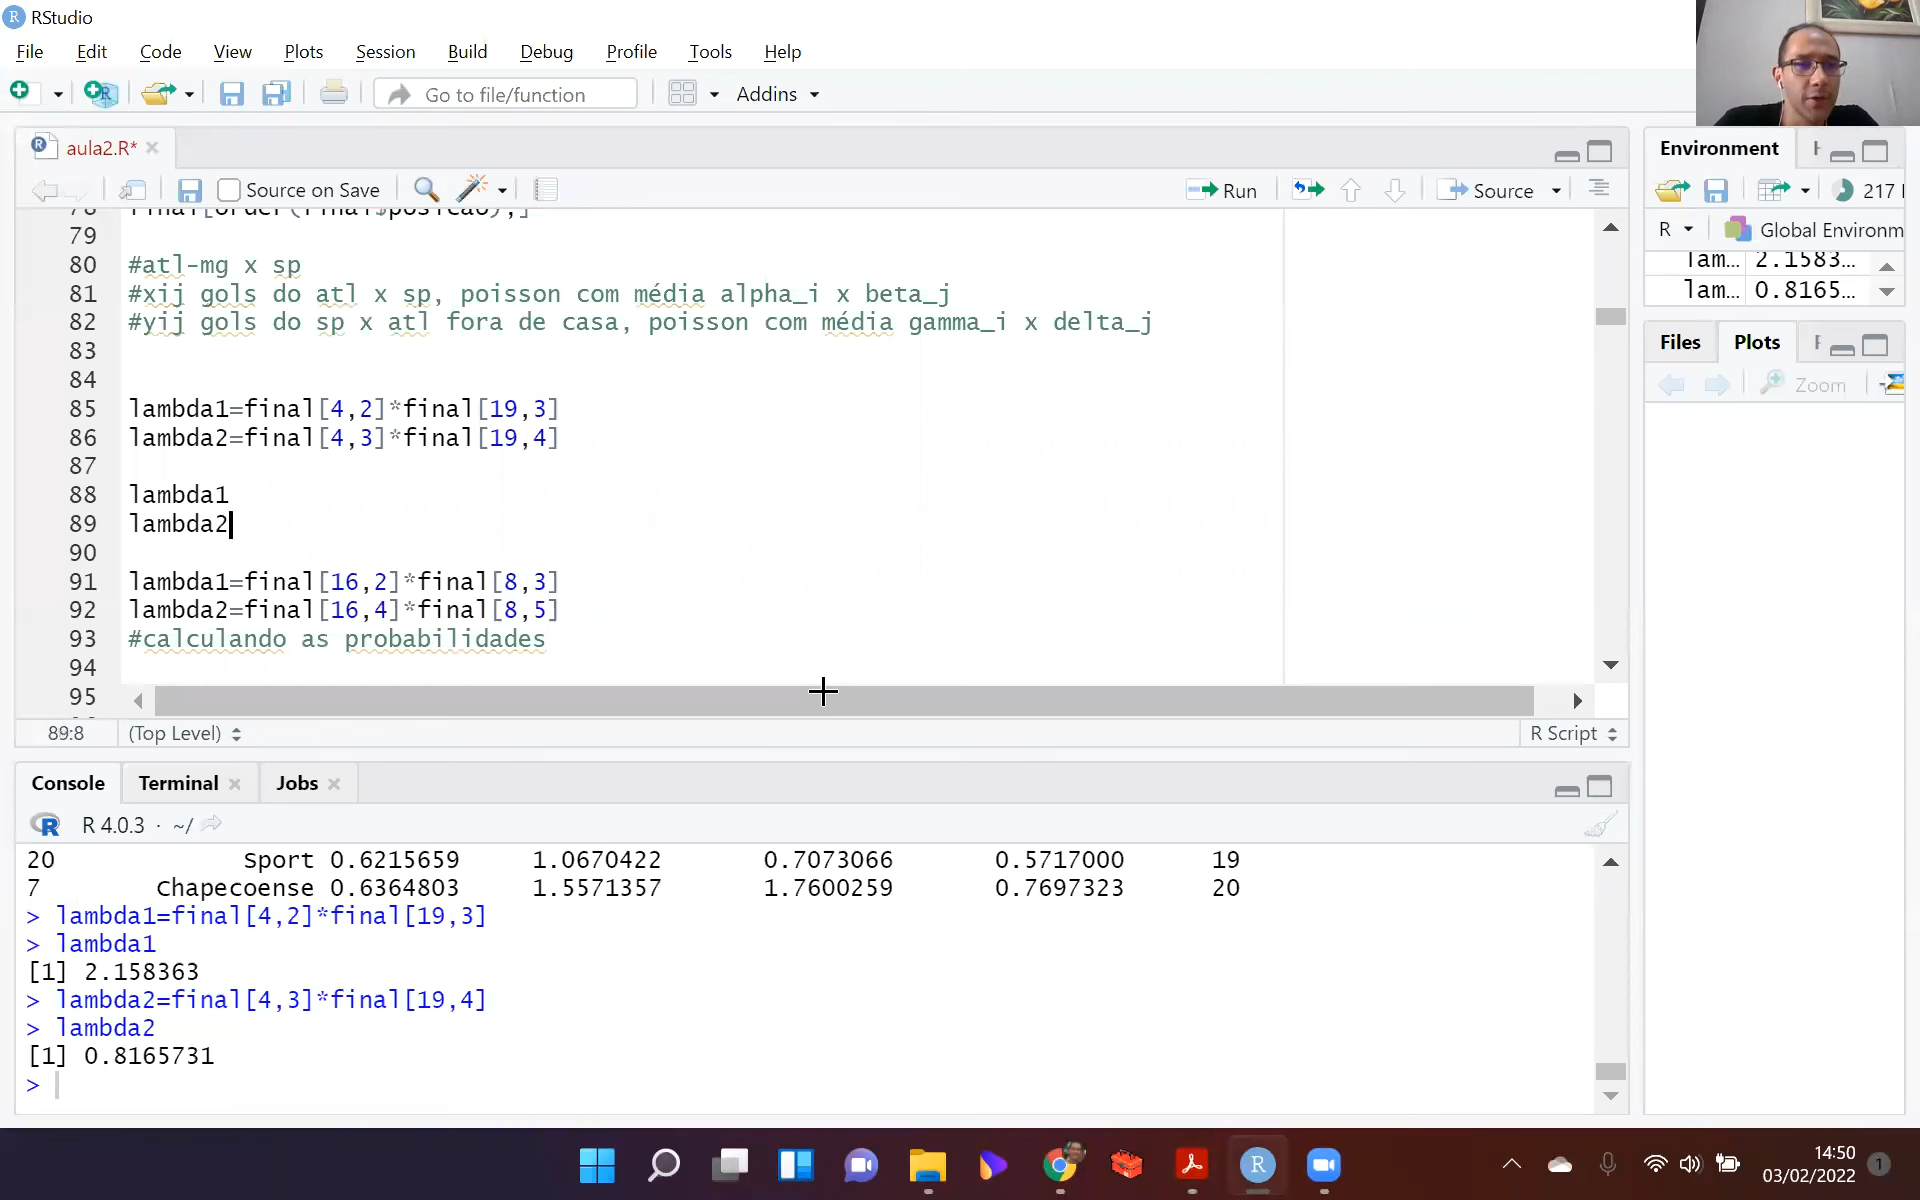 RStudio
File Edit Code View Plots Session Build Debug Profile Tools Help
Go to file/function Addins
aula2.R*
Source on Save Run Source
79
80 #atl-mg x sp
81 #xij gols do atl x sp, poisson com média alpha_i x beta_j
82 #yij gols do sp x atl fora de casa, poisson com média gamma_i x delta_j
83
84
85 lambda1=final[4,2]*final[19,3]
86 lambda2=final[4,3]*final[19,4]
87
88 lambda1
89 lambda2
90
91 lambda1=final[16,2]*final[8,3]
92 lambda2=final[16,4]*final[8,5]
93 #calculando as probabilidades
94
95
89:8 (Top Level) R Script
Console Terminal Jobs
R 4.0.3 · ~/
20 Sport 0.6215659 1.0670422 0.7073066 0.5717000 19
7 Chapecoense 0.6364803 1.5571357 1.7600259 0.7697323 20
> lambda1=final[4,2]*final[19,3]
> lambda1
[1] 2.158363
> lambda2=final[4,3]*final[19,4]
> lambda2
[1] 0.8165731
>
Environment
217
R Global Environm
lam... 2.1583...
lam... 0.8165...
Files Plots
Zoom
14:50
03/02/2022
1